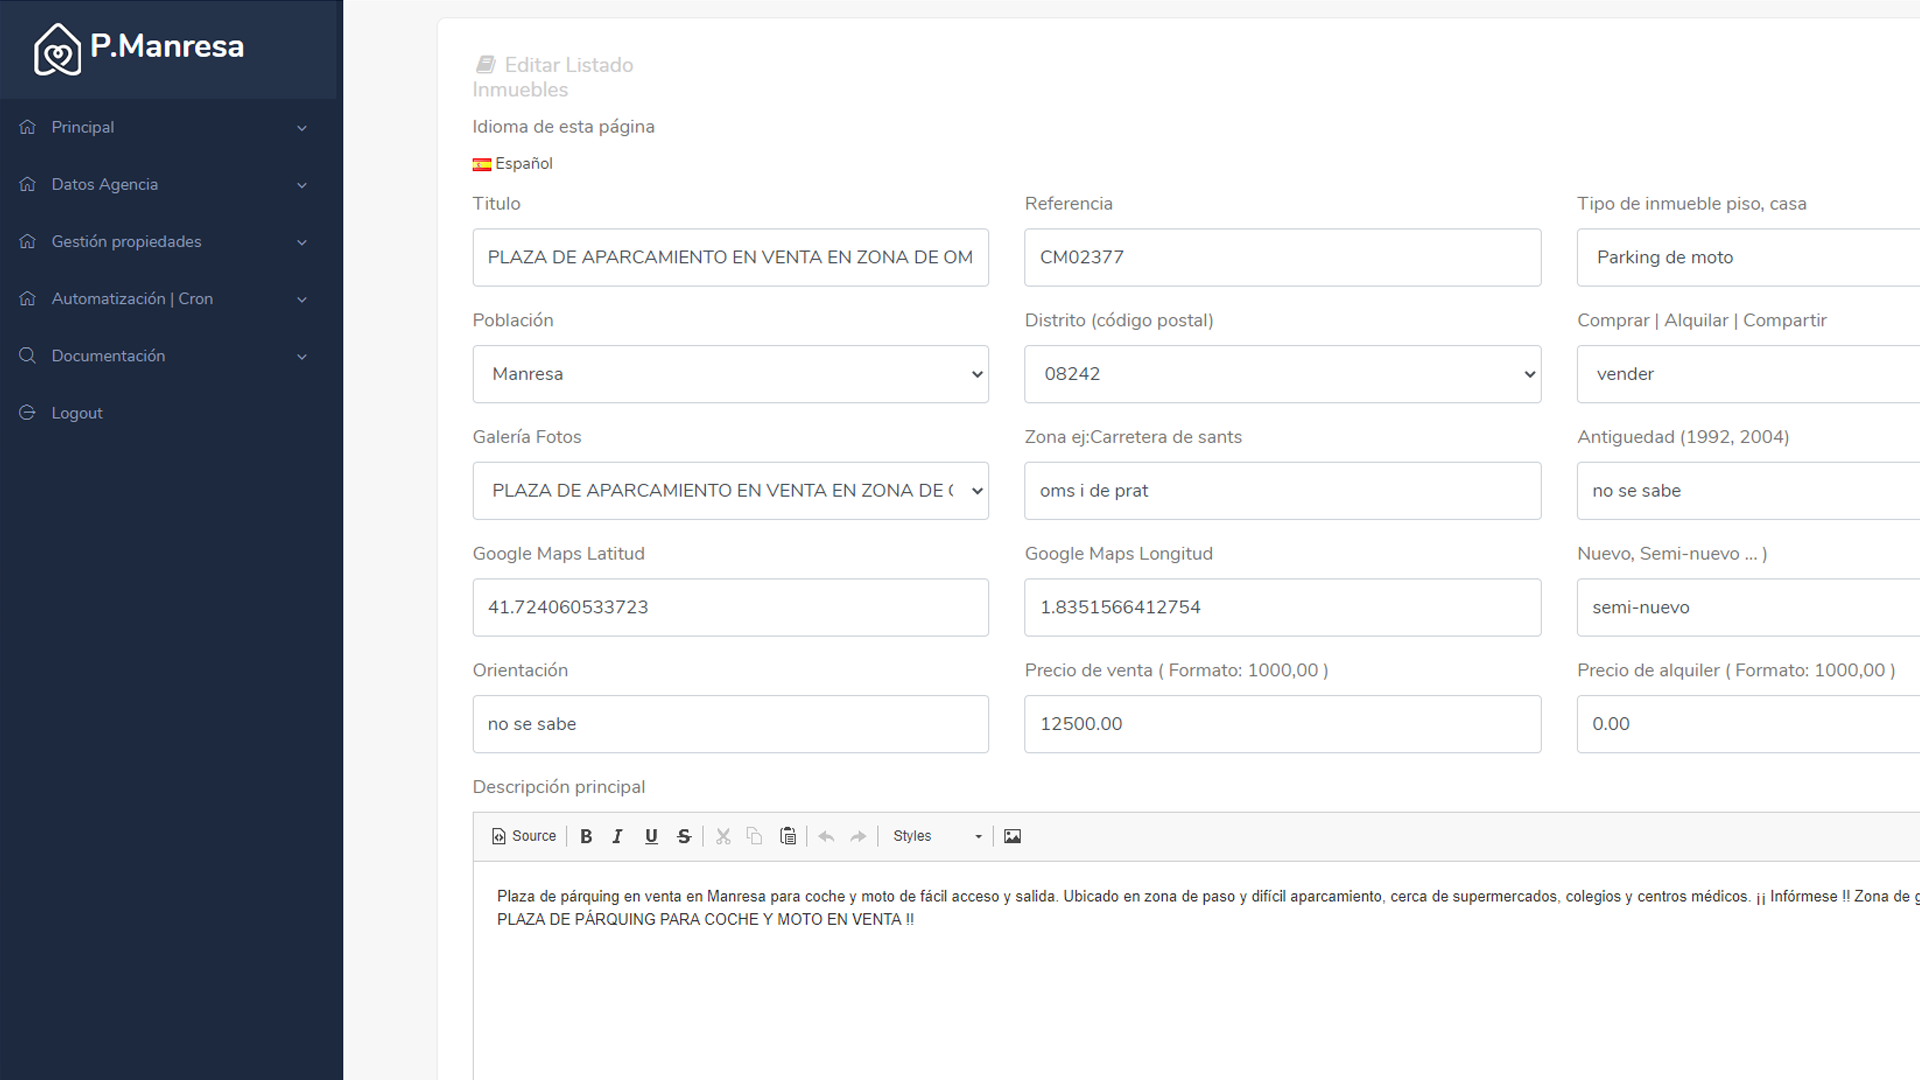 P.Manresa
Principal
Datos Agencia
Gestión propiedades
Automatización | Cron
Documentación
Logout
Editar Listado
Inmuebles
Idioma de esta página
Español
Titulo
Referencia
Tipo de inmueble piso, casa
PLAZA DE APARCAMIENTO EN VENTA EN ZONA DE OM
CM02377
Parking de moto
Población
Distrito (código postal)
Comprar | Alquilar | Compartir
Manresa
08242
vender
Galería Fotos
Zona ej:Carretera de sants
Antiguedad (1992, 2004)
PLAZA DE APARCAMIENTO EN VENTA EN ZONA DE
oms i de prat
no se sabe
Google Maps Latitud
Google Maps Longitud
Nuevo, Semi-nuevo ... )
41.724060533723
1.8351566412754
semi-nuevo
Orientación
Precio de venta ( Formato: 1000,00 )
Precio de alquiler ( Formato: 1000,00 )
no se sabe
12500.00
0.00
Descripción principal
Source B I U S Styles
Plaza de párquing en venta en Manresa para coche y moto de fácil acceso y salida. Ubicado en zona de paso y difícil aparcamiento, cerca de supermercados, colegios y centros médicos. ¡¡ Infórmese !! Zona de
PLAZA DE PÁRQUING PARA COCHE Y MOTO EN VENTA !!